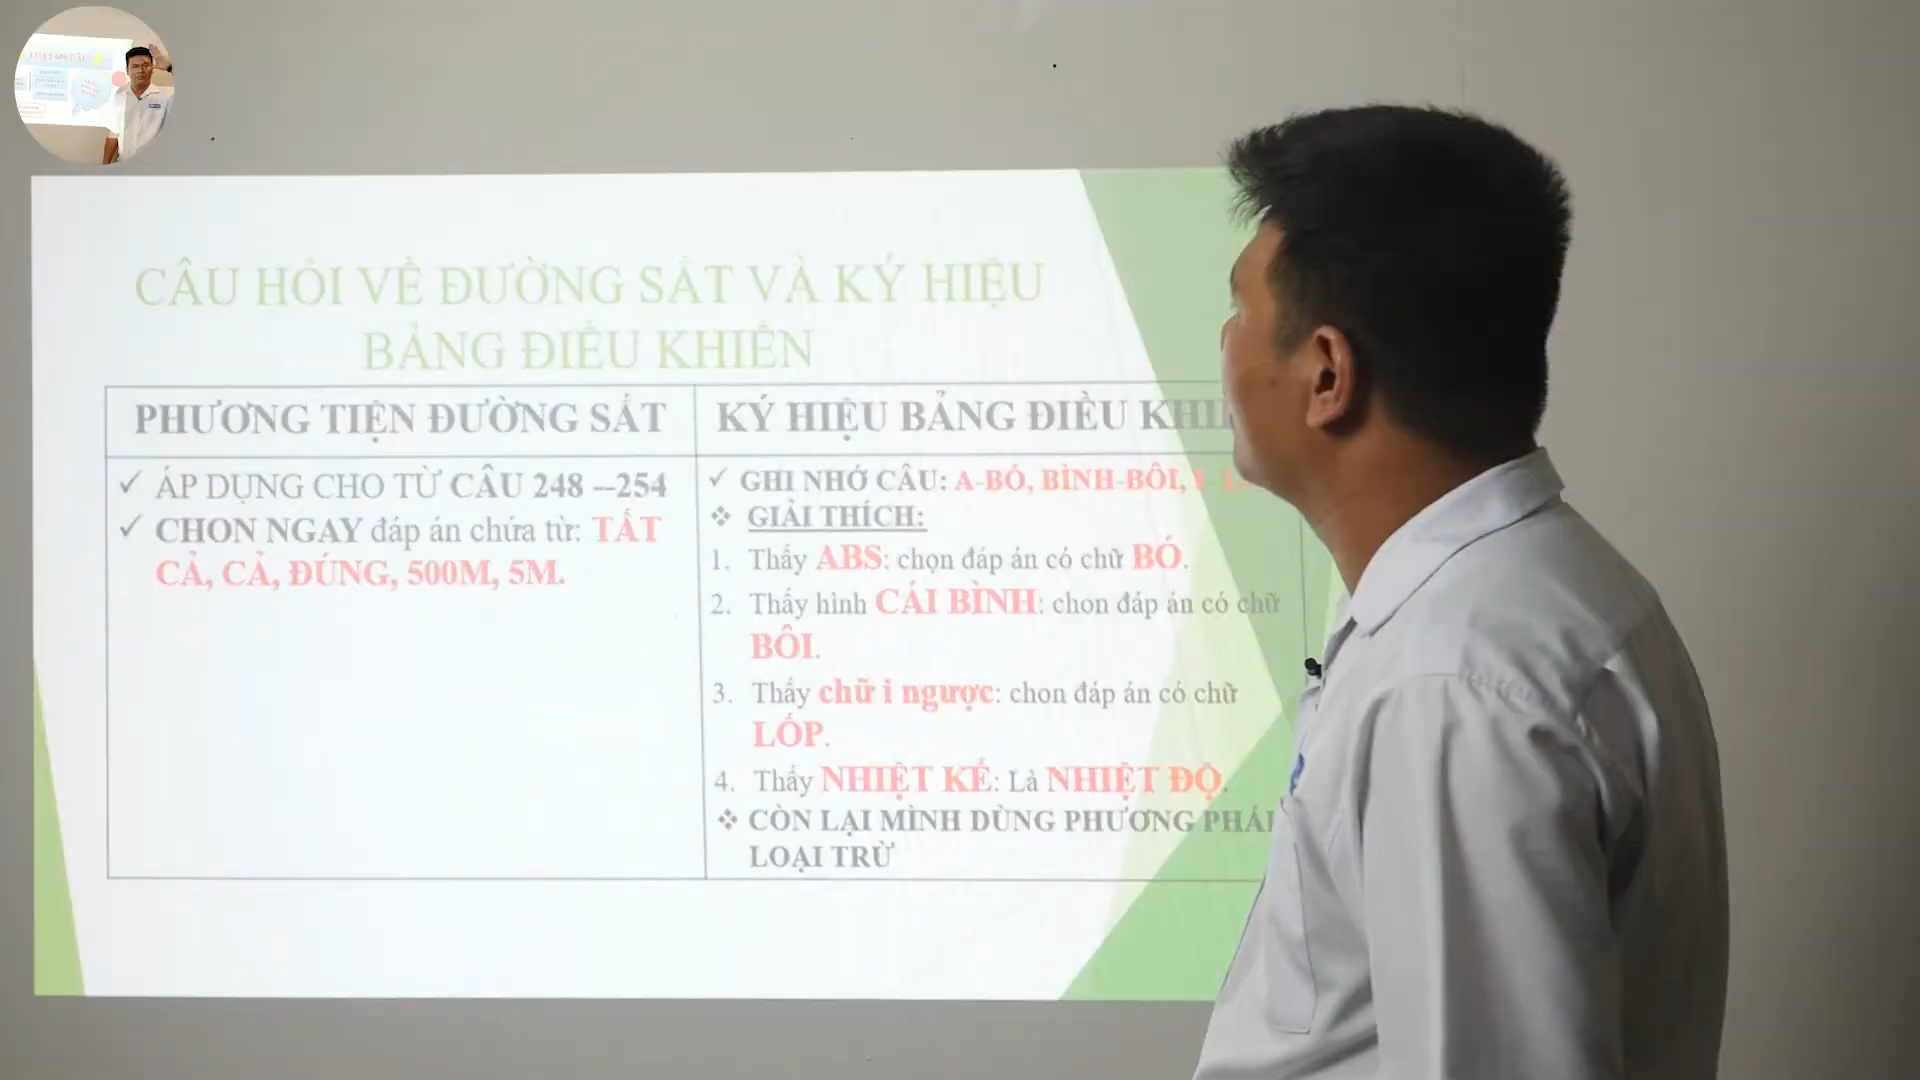 CÂU HỎI VỀ ĐƯỜNG SẮT VÀ KÝ HIỆU
BẢNG ĐIỀU KHIỂN
PHƯƠNG TIỆN ĐƯỜNG SẮT
✓ ÁP DỤNG CHO TỪ CÂU 248 –254
✓ CHON NGAY đáp án chứa từ: TẤT
CẢ, CẢ, ĐÚNG, 500M, 5M.
KÝ HIỆU BẢNG ĐIỀU
✓ GHI NHỚ CÂU: A-BÓ, BÌNH-BÔI,
❖ GIẢI THÍCH:
1. Thấy ABS: chọn đáp án có chữ BÓ.
2. Thấy hình CÁI BÌNH: chon đáp án có chữ
BÔI.
3. Thấy chữ i ngược: chon đáp án có chữ
LỐP.
4. Thấy NHIỆT KẾ: Là NHIỆT ĐỘ.
❖ CÒN LẠI MÌNH DÙNG PHƯƠNG
LOẠI TRỪ